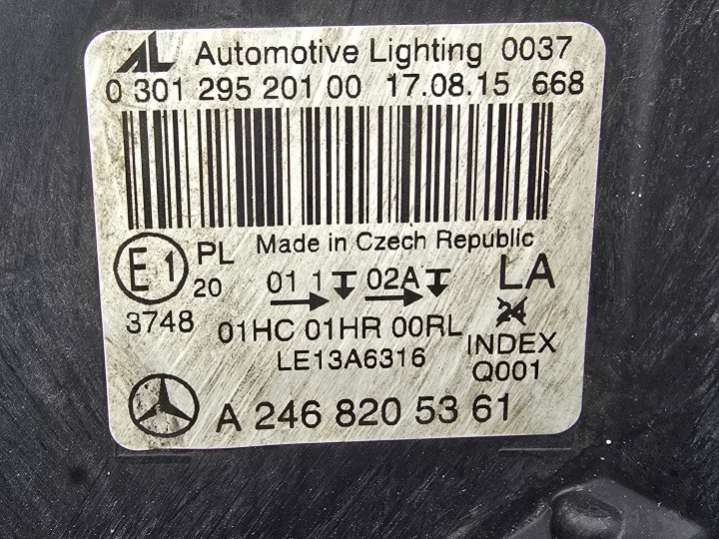 AL Automotive Lighting 0037
0 301 295 201 00 17.08.15 668
Made in Czech Republic
E1 PL 20 01 1 02A LA
3748 01HC 01HR 00RL 24
LE13A6316 INDEX
Q001
A 246 820 53 61